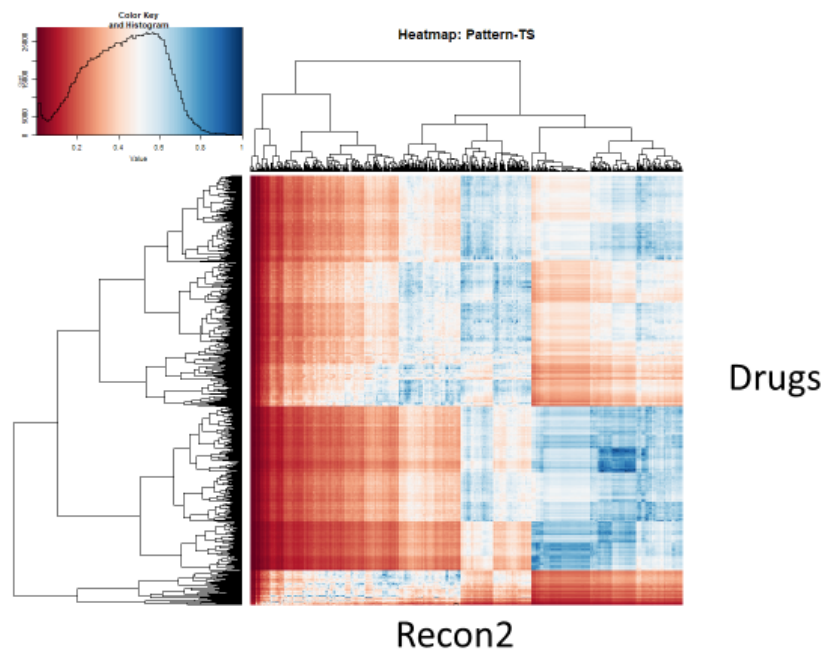 Color Key
and Histogram
Heatmap: Pattern-TS
0.2 0.4 0.6 0.8 1
Value
Drugs
Recon2